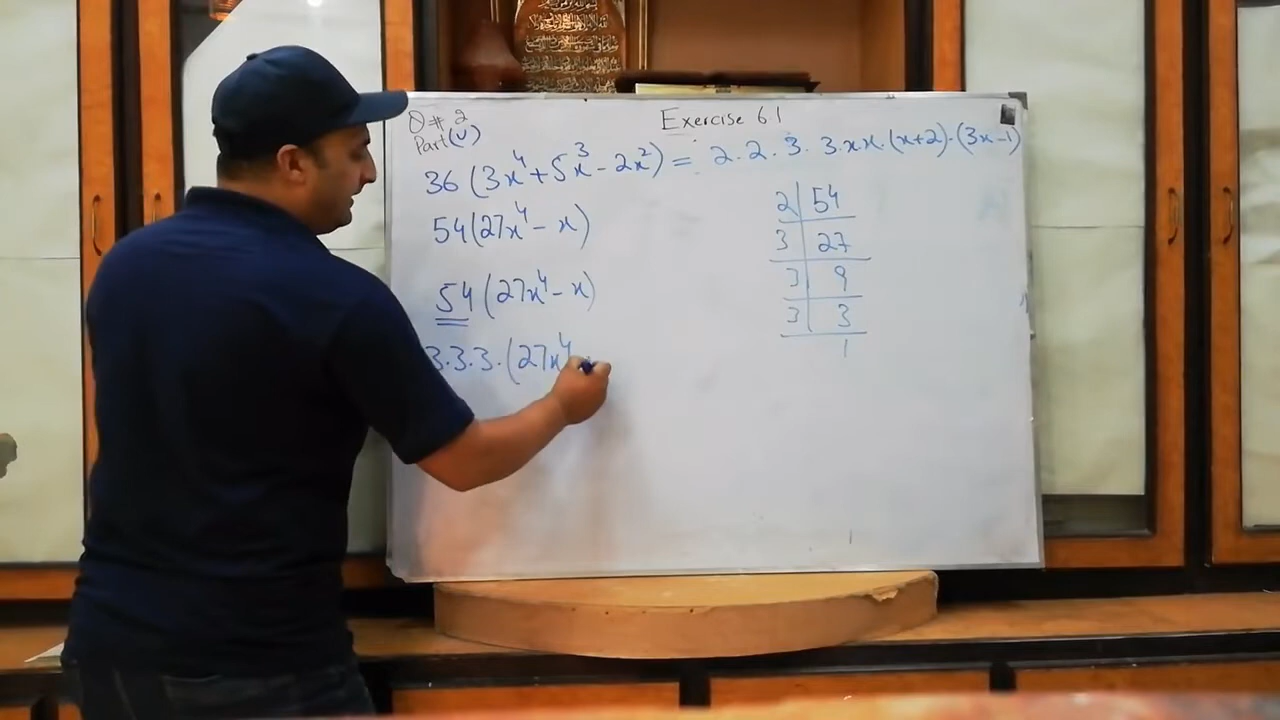 Q # 2
Exercise 6.1
Part (v)
36 (3x⁴ + 5x³ - 2x²) = 2.2.3.3.x.x.(x+2).(3x-1)
54(27x⁴ - x)
54 (27x⁴ - x)
3.3.3.(27x⁴
2 | 54
3 | 27
3 | 9
3 | 3
1